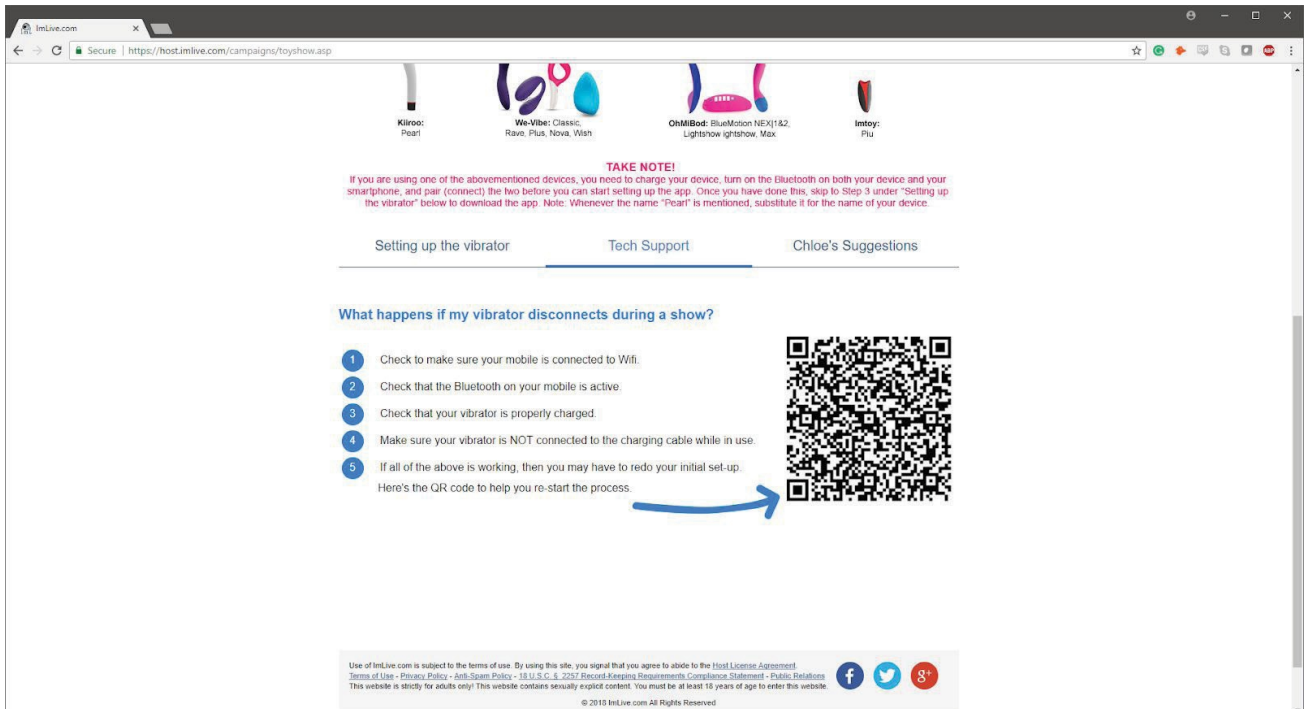 ImLive.com
Secure | https://host.imlive.com/campaigns/toyshow.asp
ABP
Kiiroo:
Pearl
We-Vibe: Classic,
Rave, Plus, Nova, Wish
OhMiBod: BlueMotion NEX|1&2,
Lightshow ightshow, Max
lmtoy:
Piu
TAKE NOTE!
If you are using one of the abovementioned devices, you need to charge your device, turn on the Bluetooth on both your device and your
smartphone, and pair (connect) the two before you can start setting up the app. Once you have done this, skip to Step 3 under "Setting up
the vibrator" below to download the app. Note: Whenever the name "Pearl" is mentioned, substitute it for the name of your device.
Setting up the vibrator
Tech Support
Chloe's Suggestions
What happens if my vibrator disconnects during a show?
1 Check to make sure your mobile is connected to Wifi.
2 Check that the Bluetooth on your mobile is active.
3 Check that your vibrator is properly charged.
4 Make sure your vibrator is NOT connected to the charging cable while in use.
5 If all of the above is working, then you may have to redo your initial set-up.
Here's the QR code to help you re-start the process.
Use of ImLive.com is subject to the terms of use. By using this site, you signal that you agree to abide to the Host License Agreement.
Terms of Use - Privacy Policy - Anti-Spam Policy - 18 U.S.C. § 2257 Record-Keeping Requirements Compliance Statement - Public Relations
This website is strictly for adults only! This website contains sexually explicit content. You must be at least 18 years of age to enter this website.
© 2018 ImLive.com All Rights Reserved